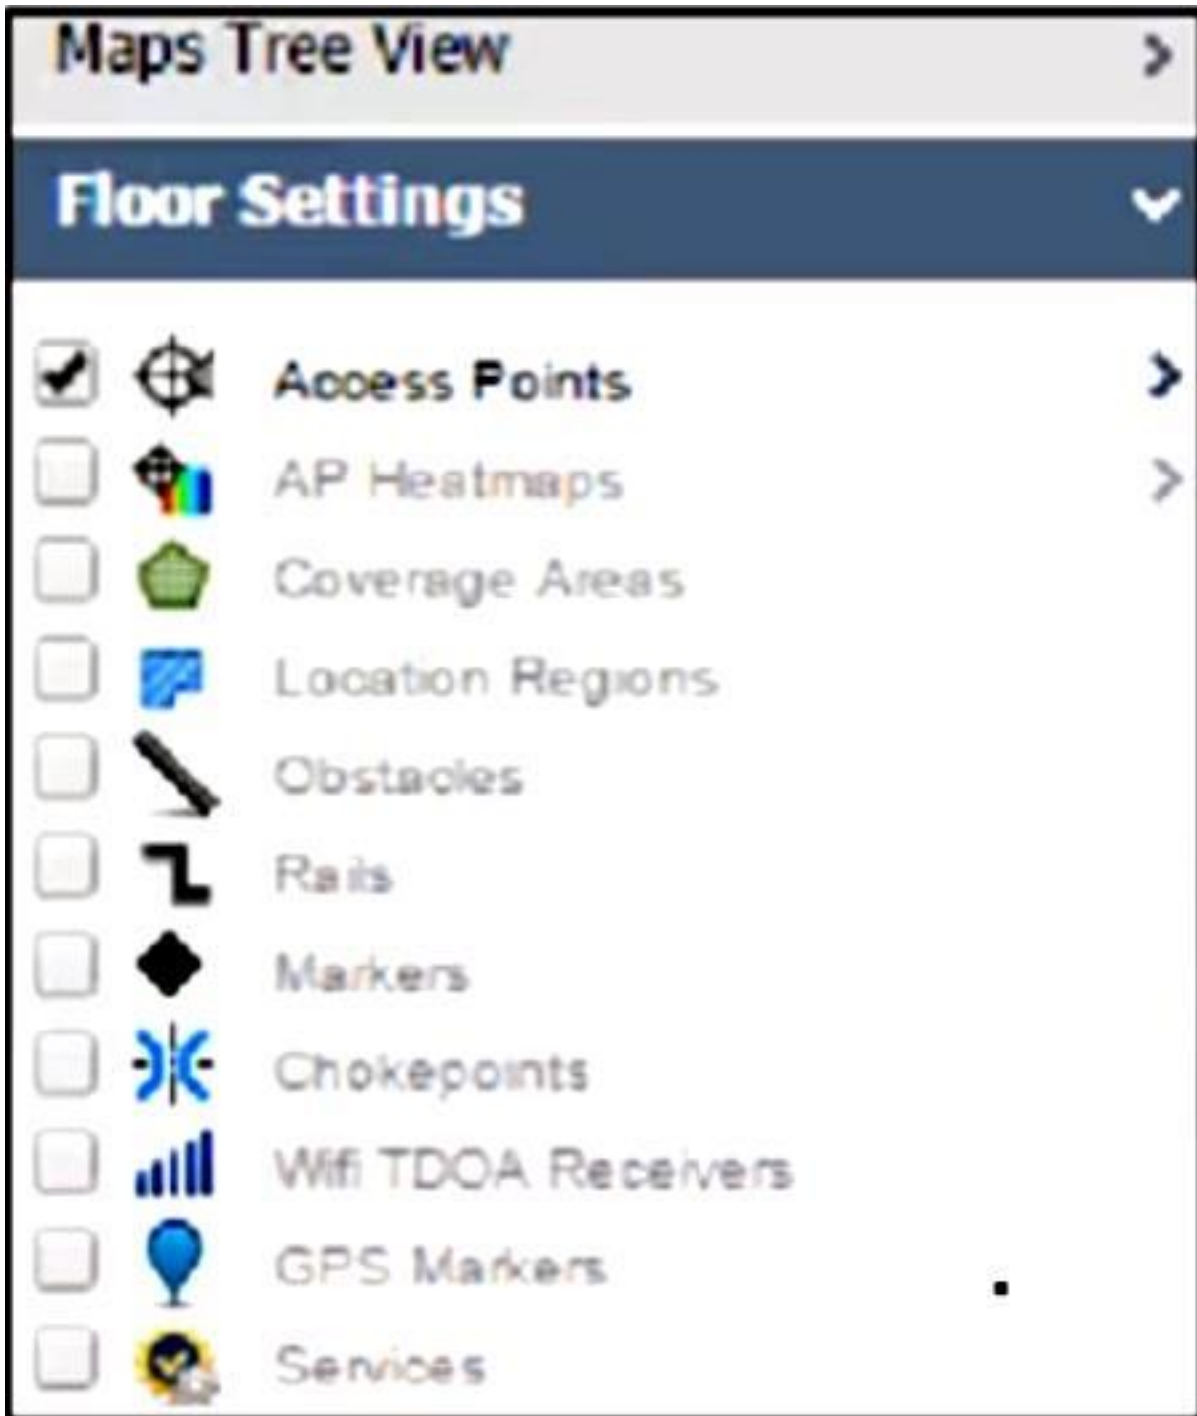 Maps Tree View
Floor Settings
Access Points
AP Heatmaps
Coverage Areas
Location Regions
Obstacles
Rails
Markers
Chokepoints
Wifi TDOA Receivers
GPS Markers
Services